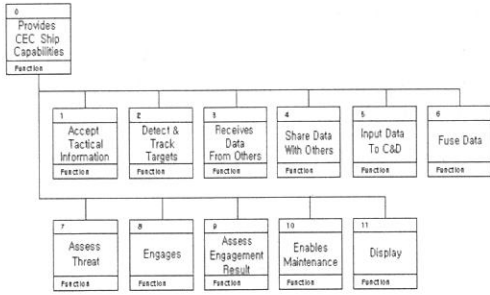 0
Provides
CEC Ship
Capabilities
Function
1
Accept
Tactical
Information
Function
2
Detect &
Track
Targets
Function
3
Receives
Data
From Others
Function
4
Share Data
With Others
Function
5
Input Data
To C&D
Function
6
Fuse Data
Function
7
Assess
Threat
Function
8
Engages
Function
9
Assess
Engagement
Result
Function
10
Enables
Maintenance
Function
11
Display
Function